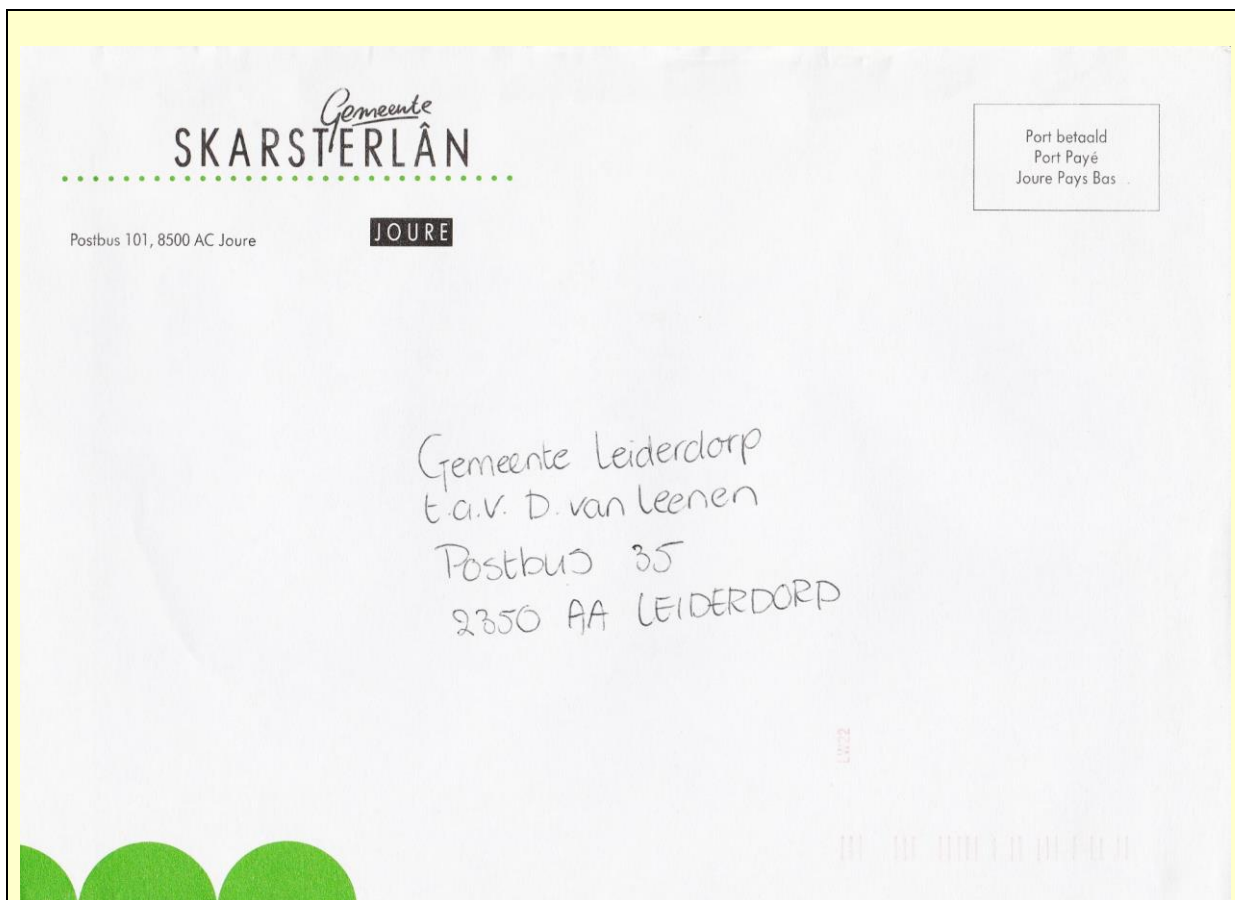 Gemeente
SKARSTERLÂN
Port betaald
Port Payé
Joure Pays Bas
Postbus 101, 8500 AC Joure
JOURE
Gemeente Leiderdorp
t.a.v. D. van Leenen
Postbus 35
2350 AA LEIDERDORP